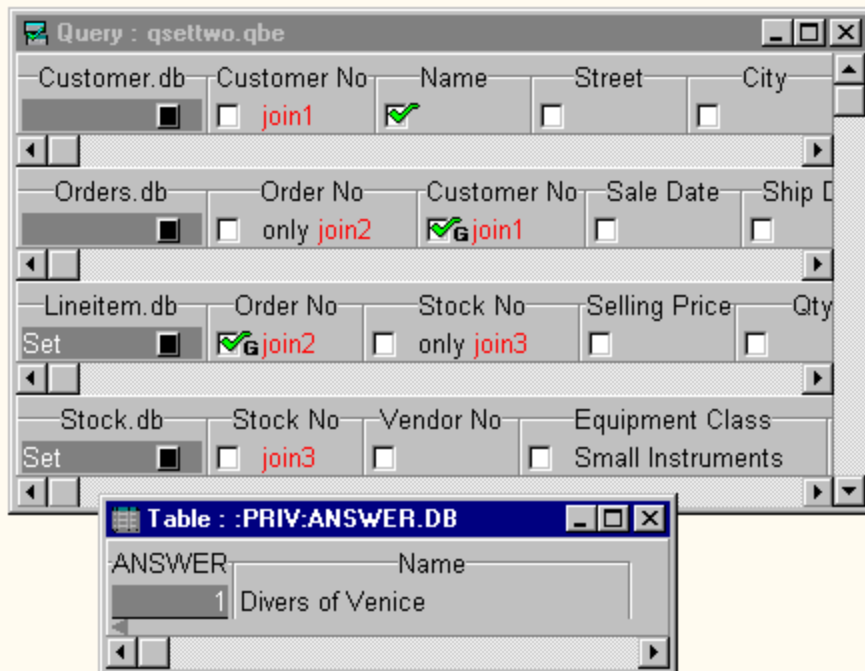 Query : qsettwo.qbe
Customer.db Customer No Name Street City
join1
Orders.db Order No Customer No Sale Date Ship D
only join2 G join1
Lineitem.db Order No Stock No Selling Price Qty
Set G join2 only join3
Stock.db Stock No Vendor No Equipment Class
Set join3 Small Instruments
Table : :PRIV:ANSWER.DB
ANSWER Name
1 Divers of Venice